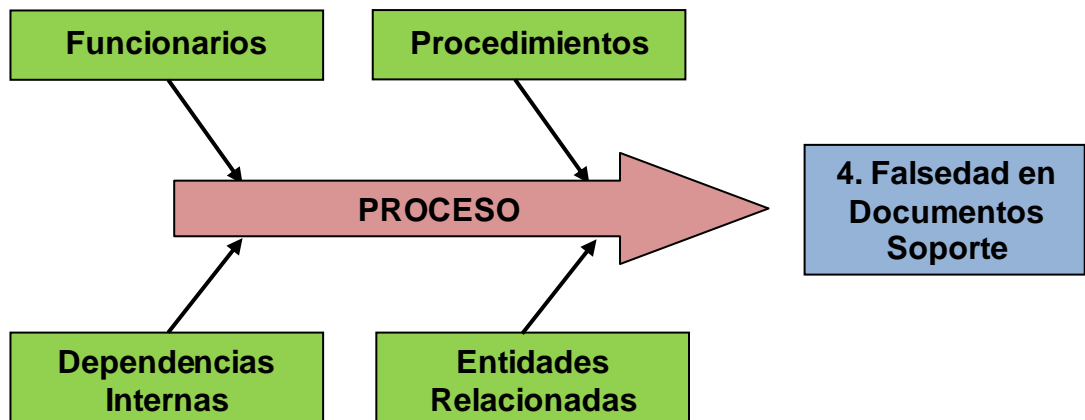 Funcionarios
Procedimientos
PROCESO
4. Falsedad en
Documentos
Soporte
Dependencias
Internas
Entidades
Relacionadas